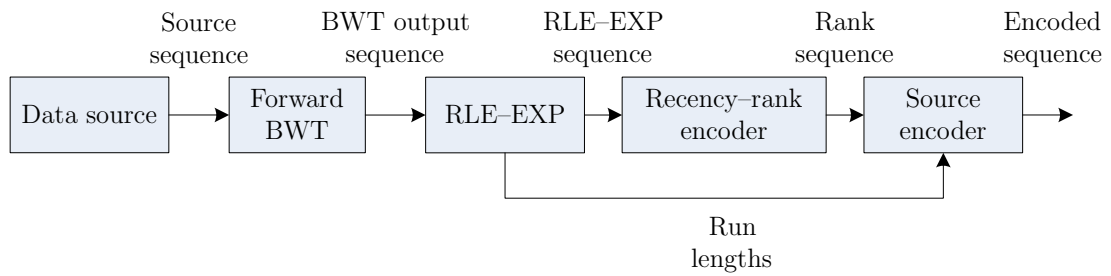 Source
sequence
BWT output
sequence
RLE–EXP
sequence
Rank
sequence
Encoded
sequence
Data source
Forward
BWT
RLE–EXP
Recency–rank
encoder
Source
encoder
Run
lengths